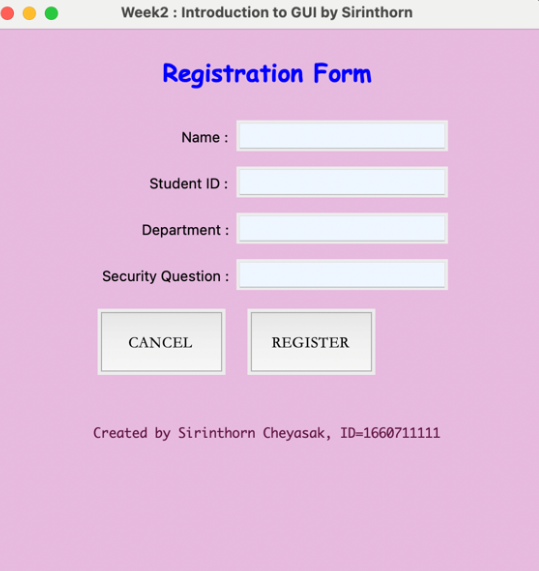 Week2 : Introduction to GUI by Sirinthorn
Registration Form
Name :
Student ID :
Department :
Security Question :
CANCEL REGISTER
Created by Sirinthorn Cheyasak, ID=1660711111